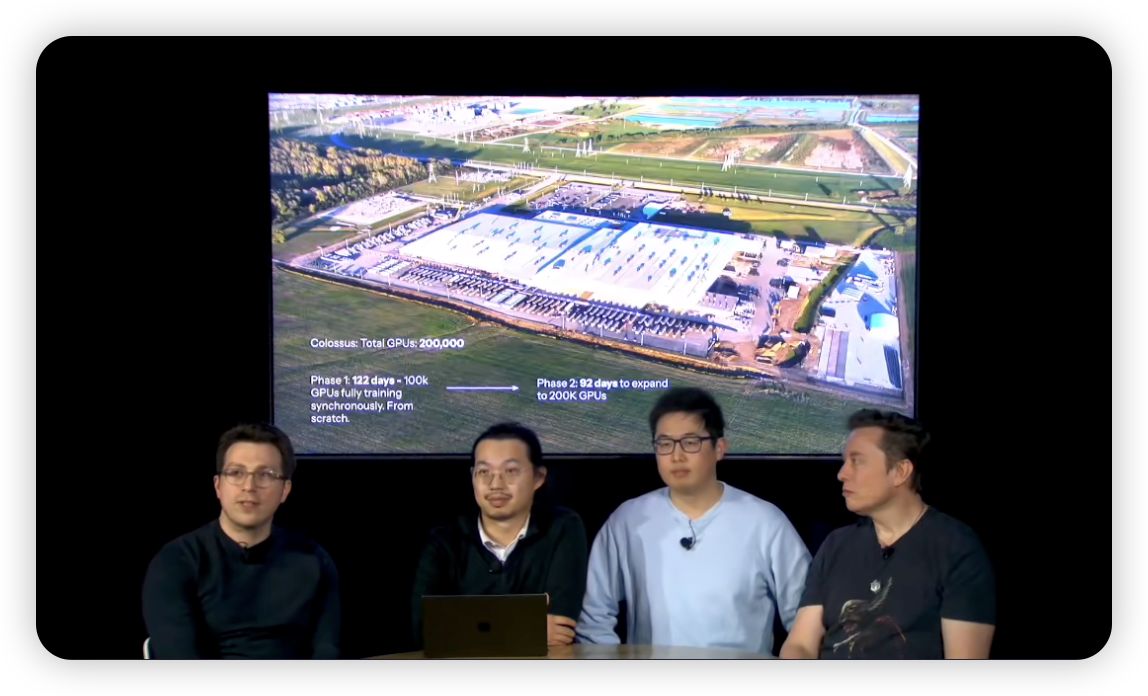 Colossus: Total GPUs: 200,000
Phase 1: 122 days - 100k
GPUs fully training
synchronously. From
scratch.
Phase 2: 92 days to expand
to 200K GPUs